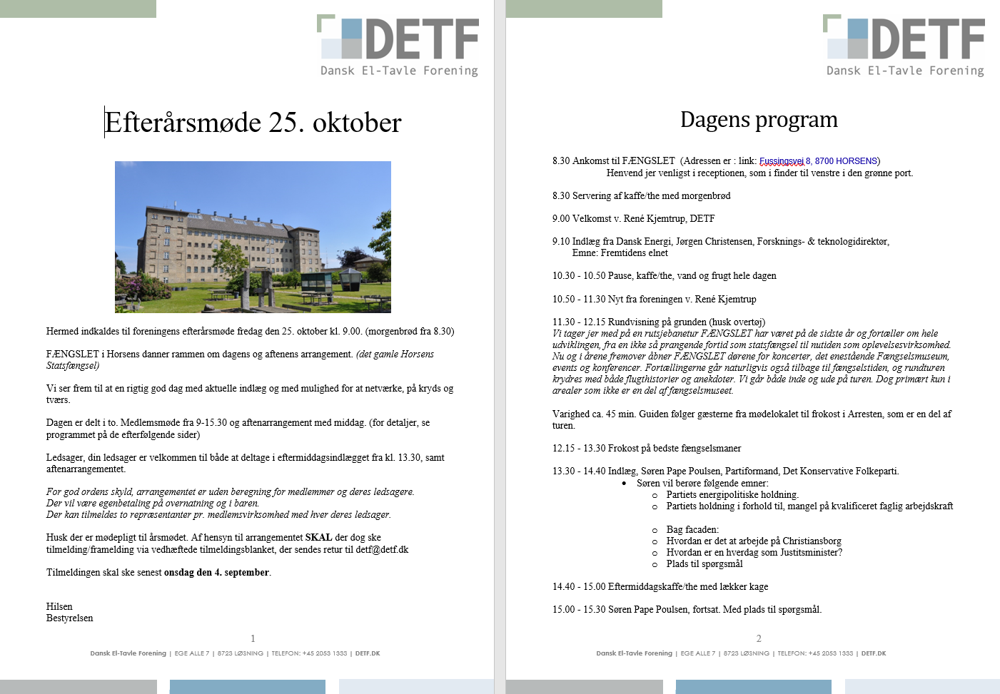 DETF
Dansk El-Tavle Forening
Efterårsmøde 25. oktober
Hermed indkaldes til foreningens efterårsmøde fredag den 25. oktober kl. 9.00. (morgenbrød fra 8.30)
FÆNGSLET i Horsens danner rammen om dagens og aftenens arrangement. (det gamle Horsens
Statsfængsel)
Vi ser frem til at en rigtig god dag med aktuelle indlæg og med mulighed for at netværke, på kryds og
tværs.
Dagen er delt i to. Medlemsmøde fra 9-15.30 og aftenarrangement med middag. (for detaljer, se
programmet på de efterfølgende sider)
Ledsager, din ledsager er velkommen til både at deltage i eftermiddagsindlægget fra kl. 13.30, samt
aftenarrangementet.
For god ordens skyld, arrangementet er uden beregning for medlemmer og deres ledsagere.
Der vil være egenbetaling på overnatning og i baren.
Der kan tilmeldes to repræsentanter pr. medlemsvirksomhed med hver deres ledsager.
Husk der er mødepligt til årsmødet. Af hensyn til arrangementet SKAL der dog ske
tilmelding/framelding via vedhæftede tilmeldingsblanket, der sendes retur til detf@detf.dk
Tilmeldingen skal ske senest onsdag den 4. september.
Hilsen
Bestyrelsen
1
Dansk El-Tavle Forening | EGE ALLE 7 | 8723 LØSNING | TELEFON: +45 2053 1333 | DETF.DK
DETF
Dansk El-Tavle Forening
Dagens program
8.30 Ankomst til FÆNGSLET (Adressen er : link: Fussingsvej 8, 8700 HORSENS)
Henvend jer venligst i receptionen, som i finder til venstre i den grønne port.
8.30 Servering af kaffe/the med morgenbrød
9.00 Velkomst v. René Kjemtrup, DETF
9.10 Indlæg fra Dansk Energi, Jørgen Christensen, Forsknings- & teknologidirektør,
Emne: Fremtidens elnet
10.30 - 10.50 Pause, kaffe/the, vand og frugt hele dagen
10.50 - 11.30 Nyt fra foreningen v. René Kjemtrup
11.30 - 12.15 Rundvisning på grunden (husk overtøj)
Vi tager jer med på en rutsjebanetur FÆNGSLET har været på de sidste år og fortæller om hele
udviklingen, fra en ikke så prangende fortid som statsfængsel til nutiden som oplevelsesvirksomhed.
Nu og i årene fremover åbner FÆNGSLET dørene for koncerter, det enestående Fængselsmuseum,
events og konferencer. Fortællingerne går naturligvis også tilbage til fængselstiden, og rundturen
krydres med både flugthistorier og anekdoter. Vi går både inde og ude på turen. Dog primært kun i
arealer som ikke er en del af fængselsmuseet.
Varighed ca. 45 min. Guiden følger gæsterne fra mødelokalet til frokost i Arresten, som er en del af
turen.
12.15 - 13.30 Frokost på bedste fængselsmaner
13.30 - 14.40 Indlæg, Søren Pape Poulsen, Partiformand, Det Konservative Folkeparti.
• Søren vil berøre følgende emner:
o Partiets energipolitiske holdning.
o Partiets holdning i forhold til, mangel på kvalificeret faglig arbejdskraft
o Bag facaden:
o Hvordan er det at arbejde på Christiansborg
o Hvordan er en hverdag som Justitsminister?
o Plads til spørgsmål
14.40 - 15.00 Eftermiddagskaffe/the med lækker kage
15.00 - 15.30 Søren Pape Poulsen, fortsat. Med plads til spørgsmål.
2
Dansk El-Tavle Forening | EGE ALLE 7 | 8723 LØSNING | TELEFON: +45 2053 1333 | DETF.DK